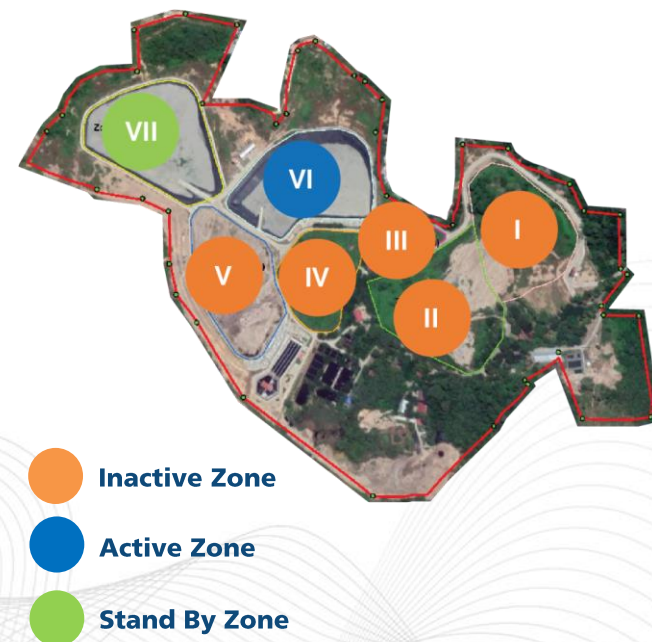 VII
VI
I
III
V
IV
II
Inactive Zone
Active Zone
Stand By Zone